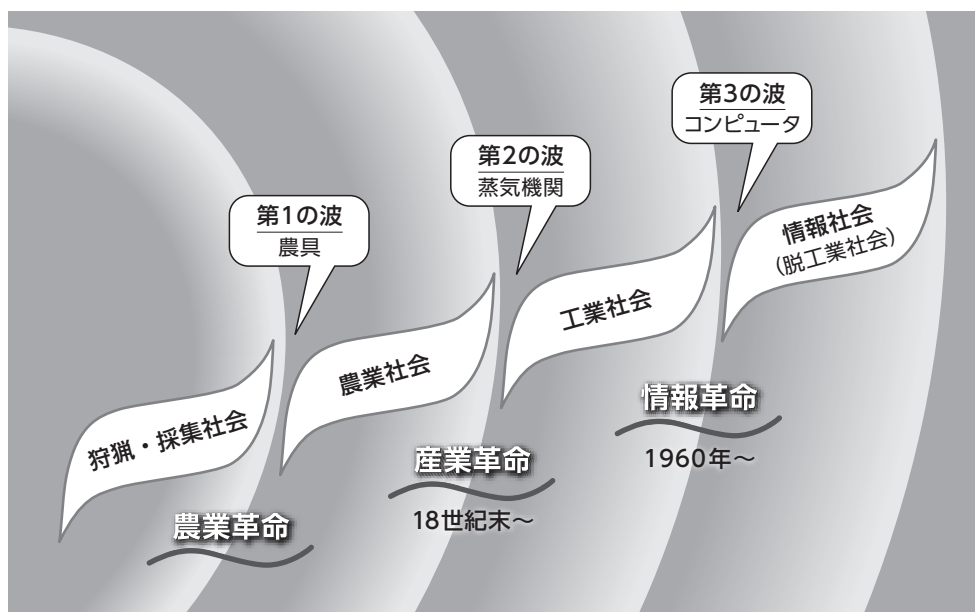 第3の波
コンピュータ
第2の波
蒸気機関
第1の波
農具
情報社会
(脱工業社会)
工業社会
農業社会
狩猟・採集社会
情報革命
1960年〜
産業革命
18世紀末〜
農業革命